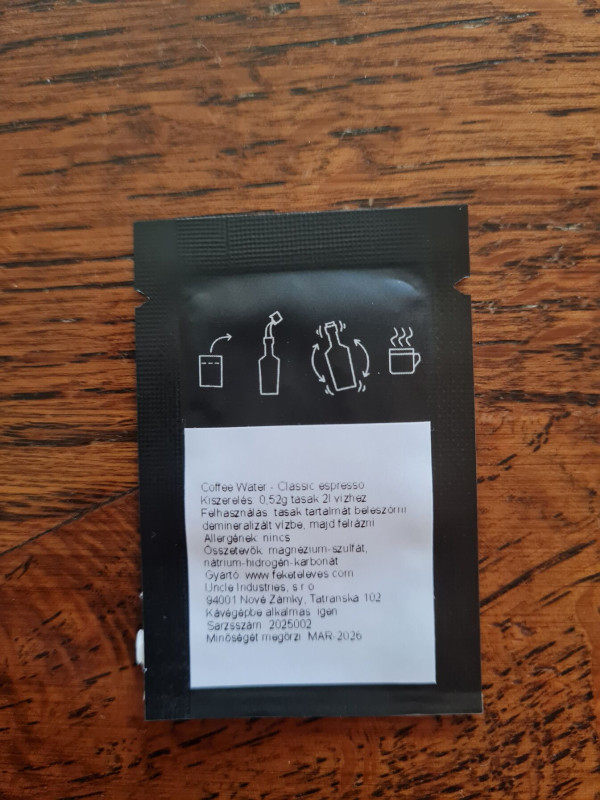 Coffee Water - Classic espresso
Kiszerelés: 0,52g tasak 2l vízhez
Felhasználás: tasak tartalmát beleszórni
demineralizált vízbe, majd felrázni
Allergének: nincs
Összetevők: magnézium-szulfát,
nátrium-hidrogén-karbonát
Gyártó: www.feketeleves.com
Uncle Industries, s.r.o.
94001 Nové Zámky, Tatranska 102
Kávégépbe alkalmas: igen
Sarzsszám: 2025002
Minőségét megőrzi: MAR-2026